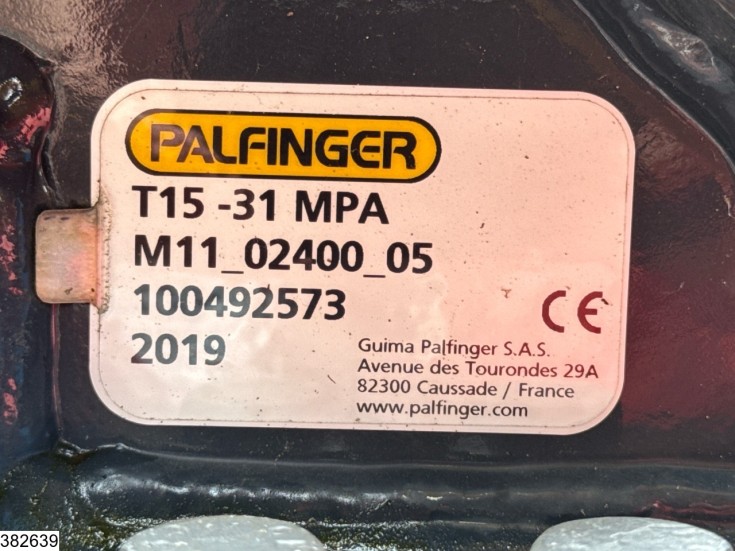 PALFINGER
T15 -31 MPA
M11_02400_05
100492573
2019
CE
Guima Palfinger S.A.S.
Avenue des Tourondes 29A
82300 Caussade / France
www.palfinger.com
382639